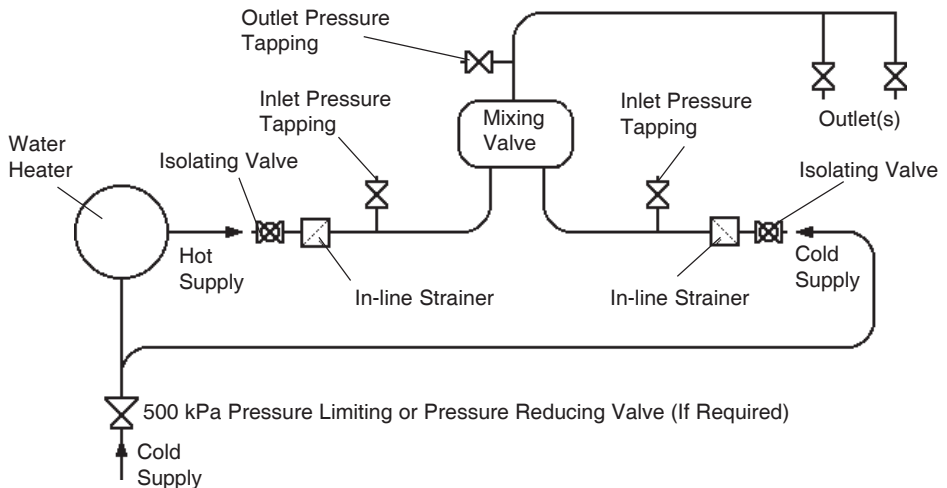 Outlet Pressure
Tapping
Inlet Pressure
Tapping
Mixing
Valve
Inlet Pressure
Tapping
Outlet(s)
Water
Heater
Isolating Valve
Isolating Valve
Hot
Supply
In-line Strainer
In-line Strainer
Cold
Supply
500 kPa Pressure Limiting or Pressure Reducing Valve (If Required)
Cold
Supply